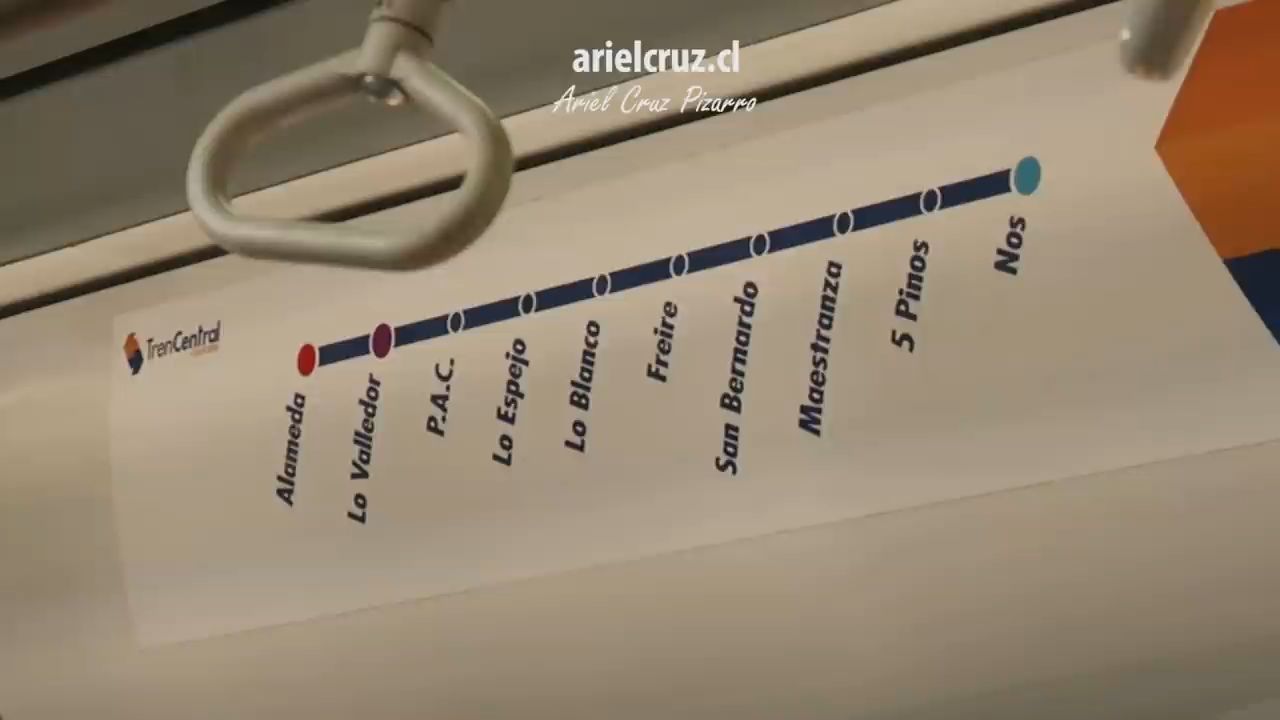 arielcruz.cl
Ariel Cruz Pizarro
TrenCentral
Alameda
Lo Valledor
P.A.C.
Lo Espejo
Lo Blanco
Freire
San Bernardo
Maestranza
5 Pinos
Nos